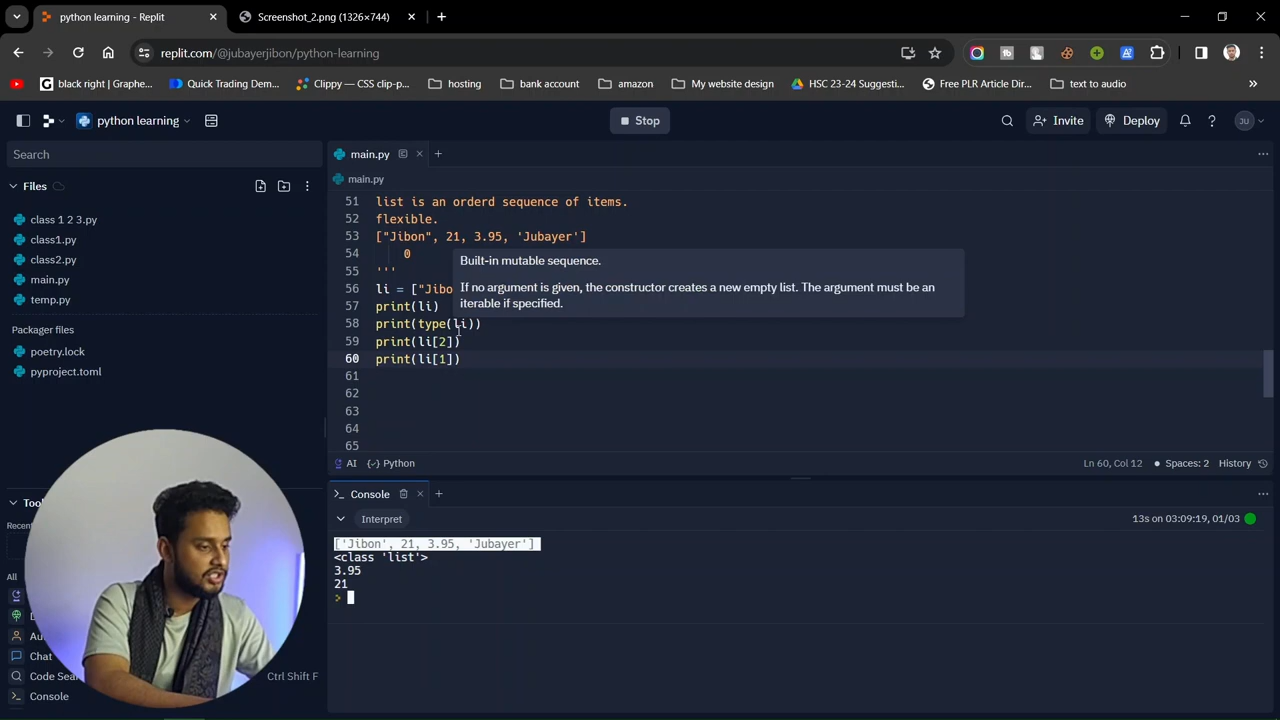 python learning - Replit
Screenshot_2.png (1326×744)
replit.com/@jubayerjibon/python-learning
black right | Graphe...
Quick Trading Dem...
Clippy — CSS clip-p...
hosting
bank account
amazon
My website design
HSC 23-24 Suggesti...
Free PLR Article Dir...
text to audio
python learning
Stop
Invite
Deploy
JU
Search
main.py
Files
main.py
class 1 2 3.py
class1.py
class2.py
main.py
temp.py
Packager files
poetry.lock
pyproject.toml
51 list is an orderd sequence of items.
52 flexible.
53 ["Jibon", 21, 3.95, 'Jubayer']
54 0
55 '''
56 li = ["Jibo
57 print(li)
58 print(type(li))
59 print(li[2])
60 print(li[1])
61
62
63
64
65
Built-in mutable sequence.
If no argument is given, the constructor creates a new empty list. The argument must be an
iterable if specified.
AI
Python
Ln 60, Col 12
Spaces: 2
History
Console
Interpret
13s on 03:09:19, 01/03
['Jibon', 21, 3.95, 'Jubayer']
<class 'list'>
3.95
21
>
Recen
All
Chat
Code Sea
Ctrl Shift F
Console